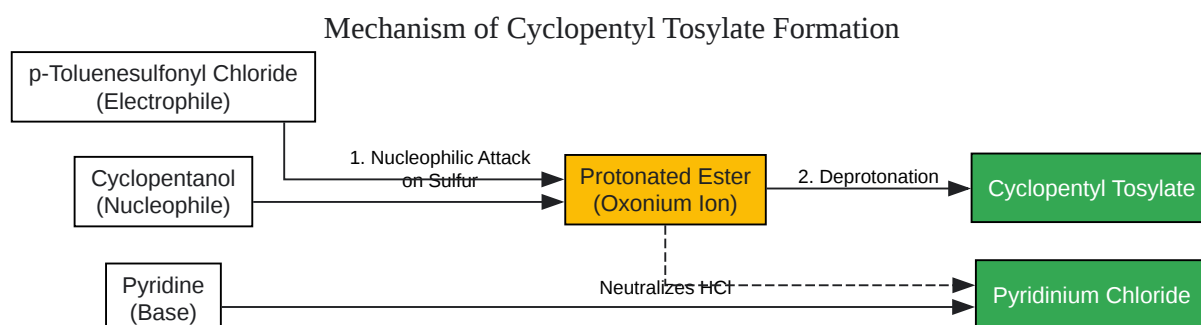 Mechanism of Cyclopentyl Tosylate Formation
p-Toluenesulfonyl Chloride
(Electrophile)
1. Nucleophilic Attack
on Sulfur
Cyclopentanol
(Nucleophile)
Protonated Ester
(Oxonium Ion)
2. Deprotonation
Cyclopentyl Tosylate
Pyridine
(Base)
Neutralizes HCl
Pyridinium Chloride